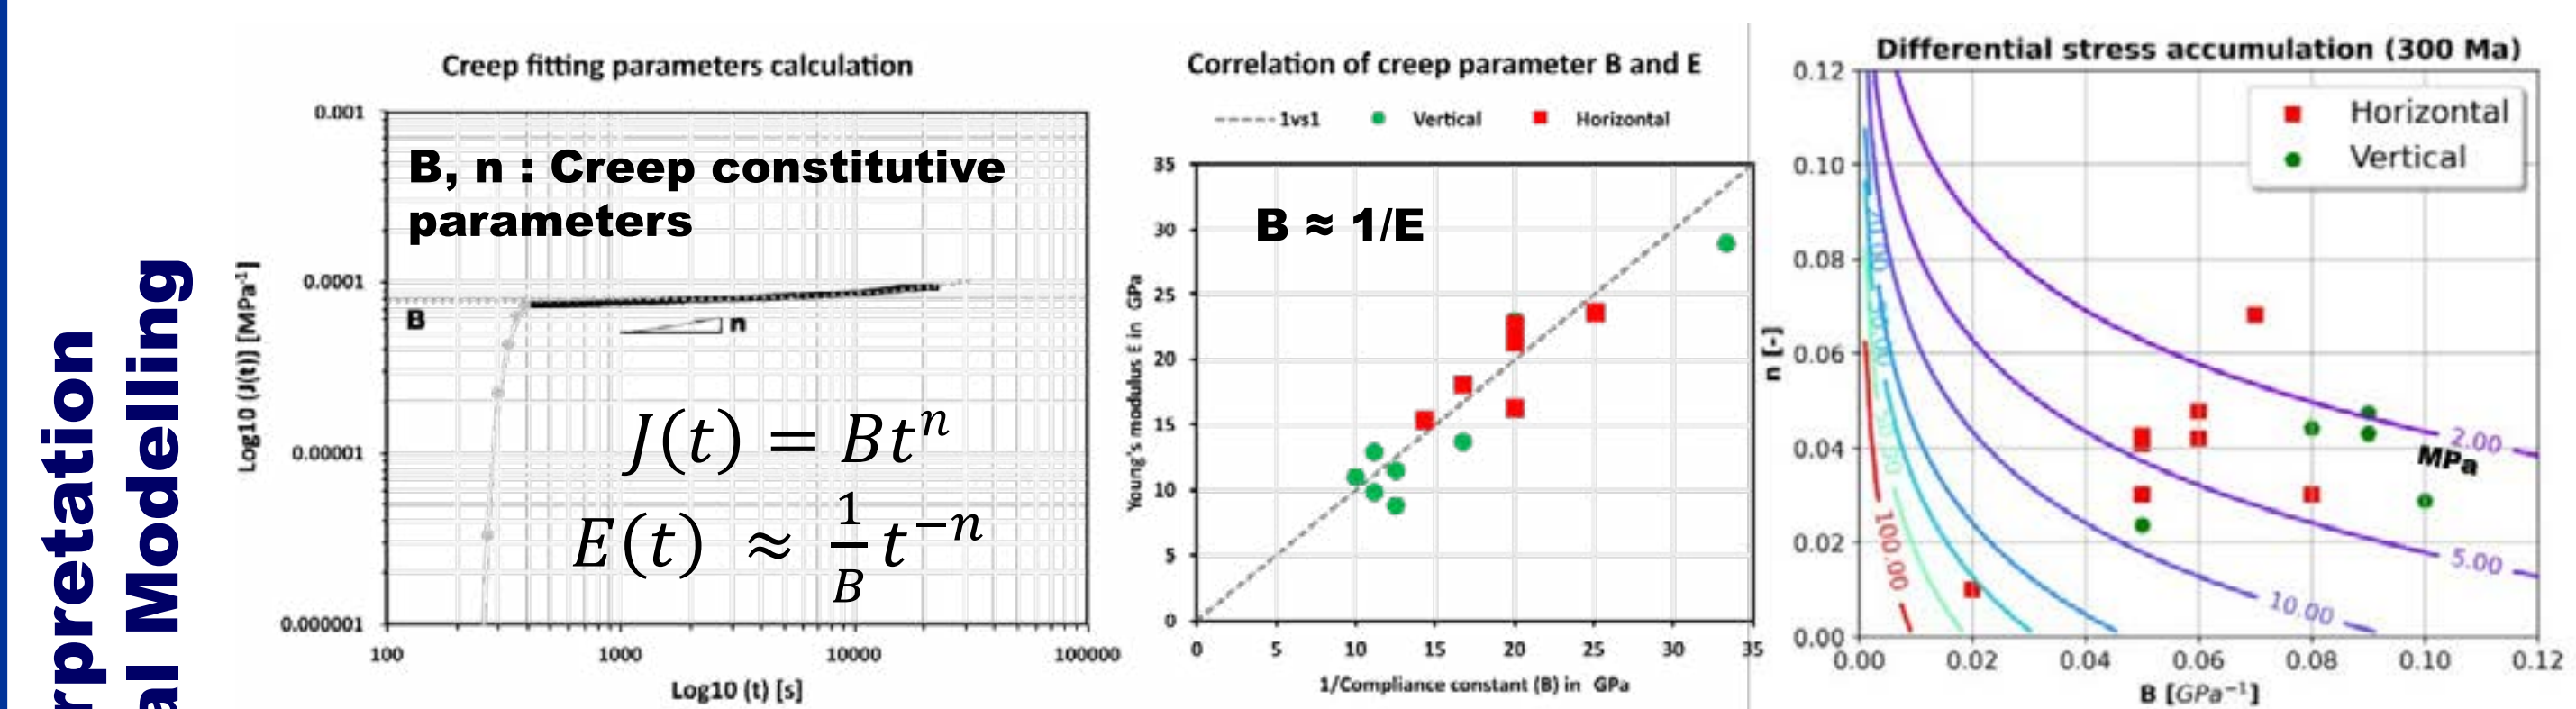 rpretation
al Modelling
Creep fitting parameters calculation
0.001
0.0001
0.00001
0.000001
Log10 (J(t)) [MPa⁻¹]
B, n : Creep constitutive
parameters
B
n
J(t) = Btⁿ
E(t) ≈ 1/B t⁻ⁿ
100 1000 10000 100000
Log10 (t) [s]
Correlation of creep parameter B and E
1vs1 Vertical Horizontal
35
30
25
20
15
10
5
0
Young's modulus E in GPa
B ≈ 1/E
0 5 10 15 20 25 30 35
1/Compliance constant (B) in GPa
Differential stress accumulation (300 Ma)
Horizontal
Vertical
0.12
0.10
0.08
0.06
0.04
0.02
0.00
n [-]
100.00
10.00
5.00
2.00
MPa
0.00 0.02 0.04 0.06 0.08 0.10 0.12
B [GPa⁻¹]